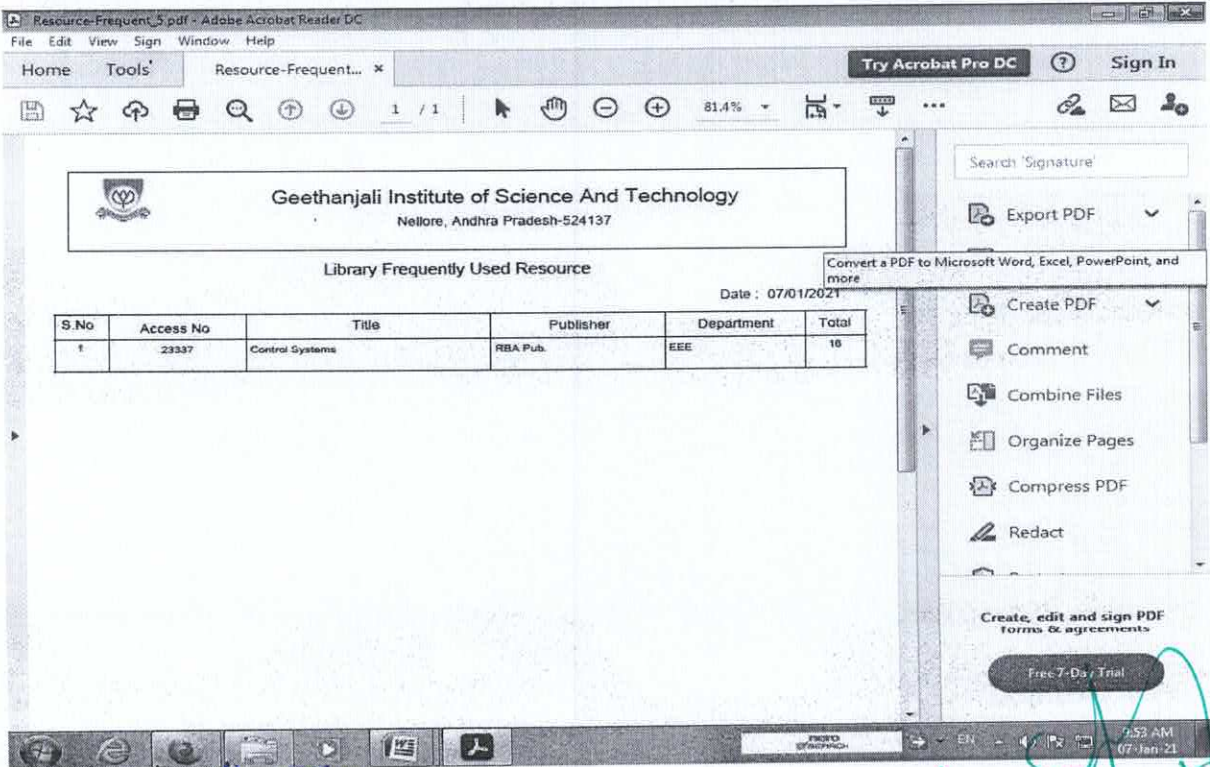 Resource-Frequent_5.pdf - Adobe Acrobat Reader DC
File Edit View Sign Window Help
Home Tools Resource-Frequent... × Try Acrobat Pro DC Sign In
1 / 1 81.4%
Search 'Signature'
Geethanjali Institute of Science And Technology
Nellore, Andhra Pradesh-524137
Library Frequently Used Resource
Date : 07/01/2021
S.No Access No Title Publisher Department Total
1 23337 Control Systems RBA Pub. EEE 16
Export PDF
Convert a PDF to Microsoft Word, Excel, PowerPoint, and more
Create PDF
Comment
Combine Files
Organize Pages
Compress PDF
Redact
Create, edit and sign PDF
forms & agreements
Free 7-Day Trial
EN
9:53 AM
07-Jan-21